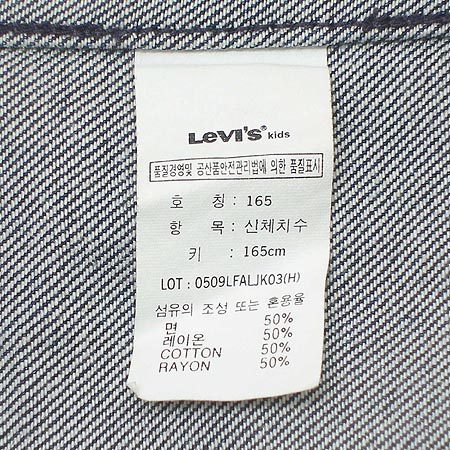 Levi's® kids
품질경영및 공산품안전관리법에 의한 품질표시
호 칭 : 165
항 목 : 신체치수
키 : 165cm
LOT : 0509LFALJK03(H)
섬유의 조성 또는 혼용율
면 50%
레이온 50%
COTTON 50%
RAYON 50%